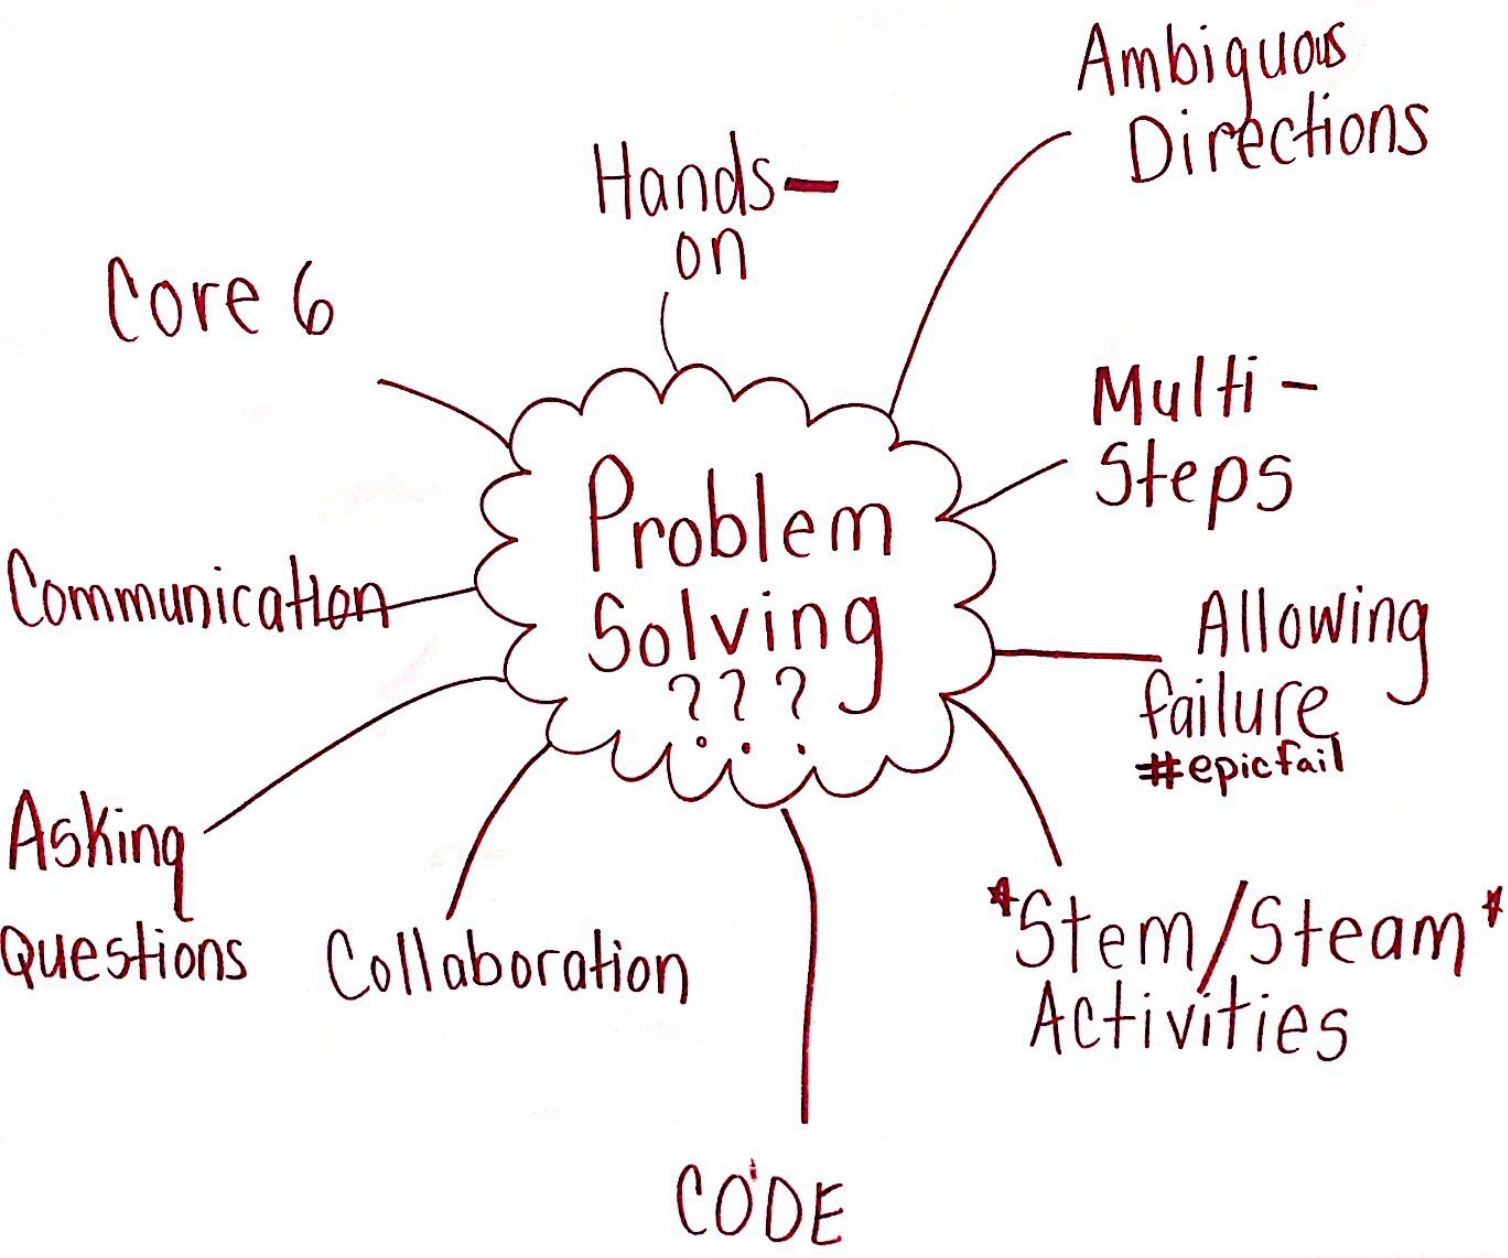 Problem
Solving
? ? ?
Hands-
on
Ambiguous
Directions
Multi-
Steps
Allowing
failure
#epicfail
*Stem/Steam*
Activities
CODE
Collaboration
Asking
Questions
Communication
Core 6